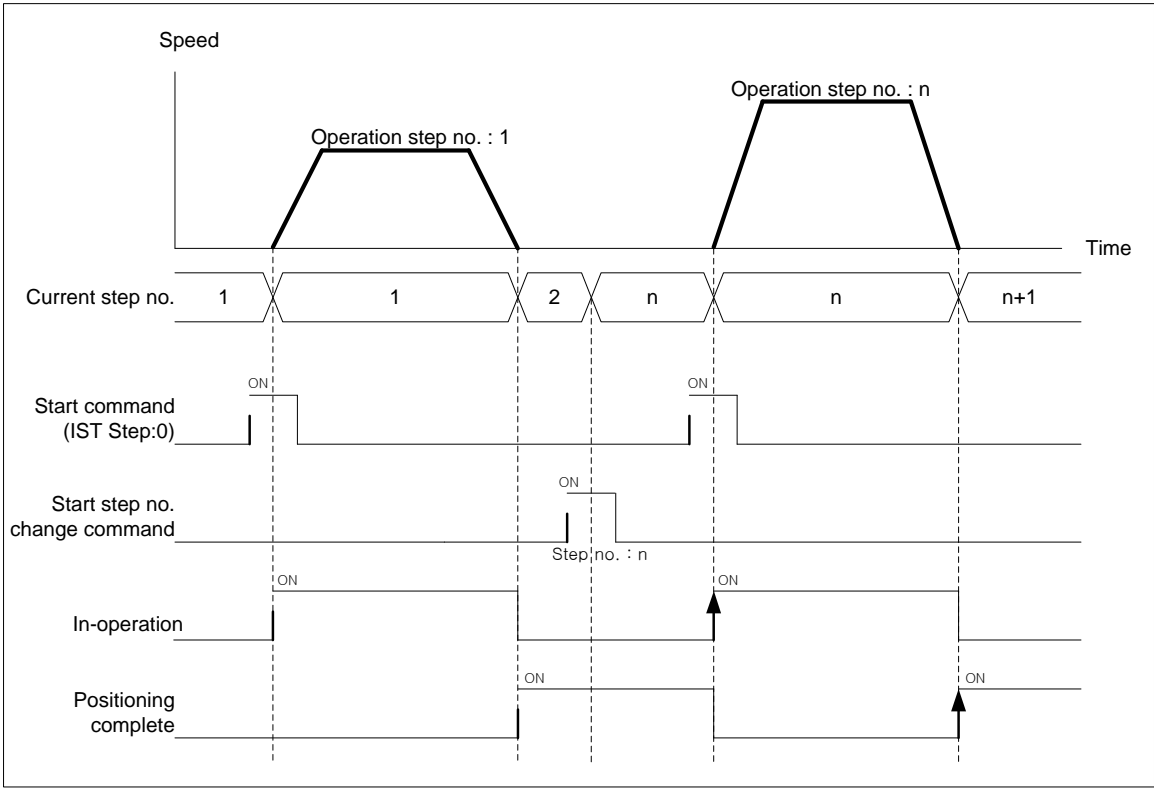 Speed
Operation step no. : n
Operation step no. : 1
Time
Current step no.
1
1
2
n
n
n+1
ON
ON
Start command
(IST Step:0)
ON
Start step no.
change command
Step no. : n
ON
ON
In-operation
ON
ON
Positioning
complete